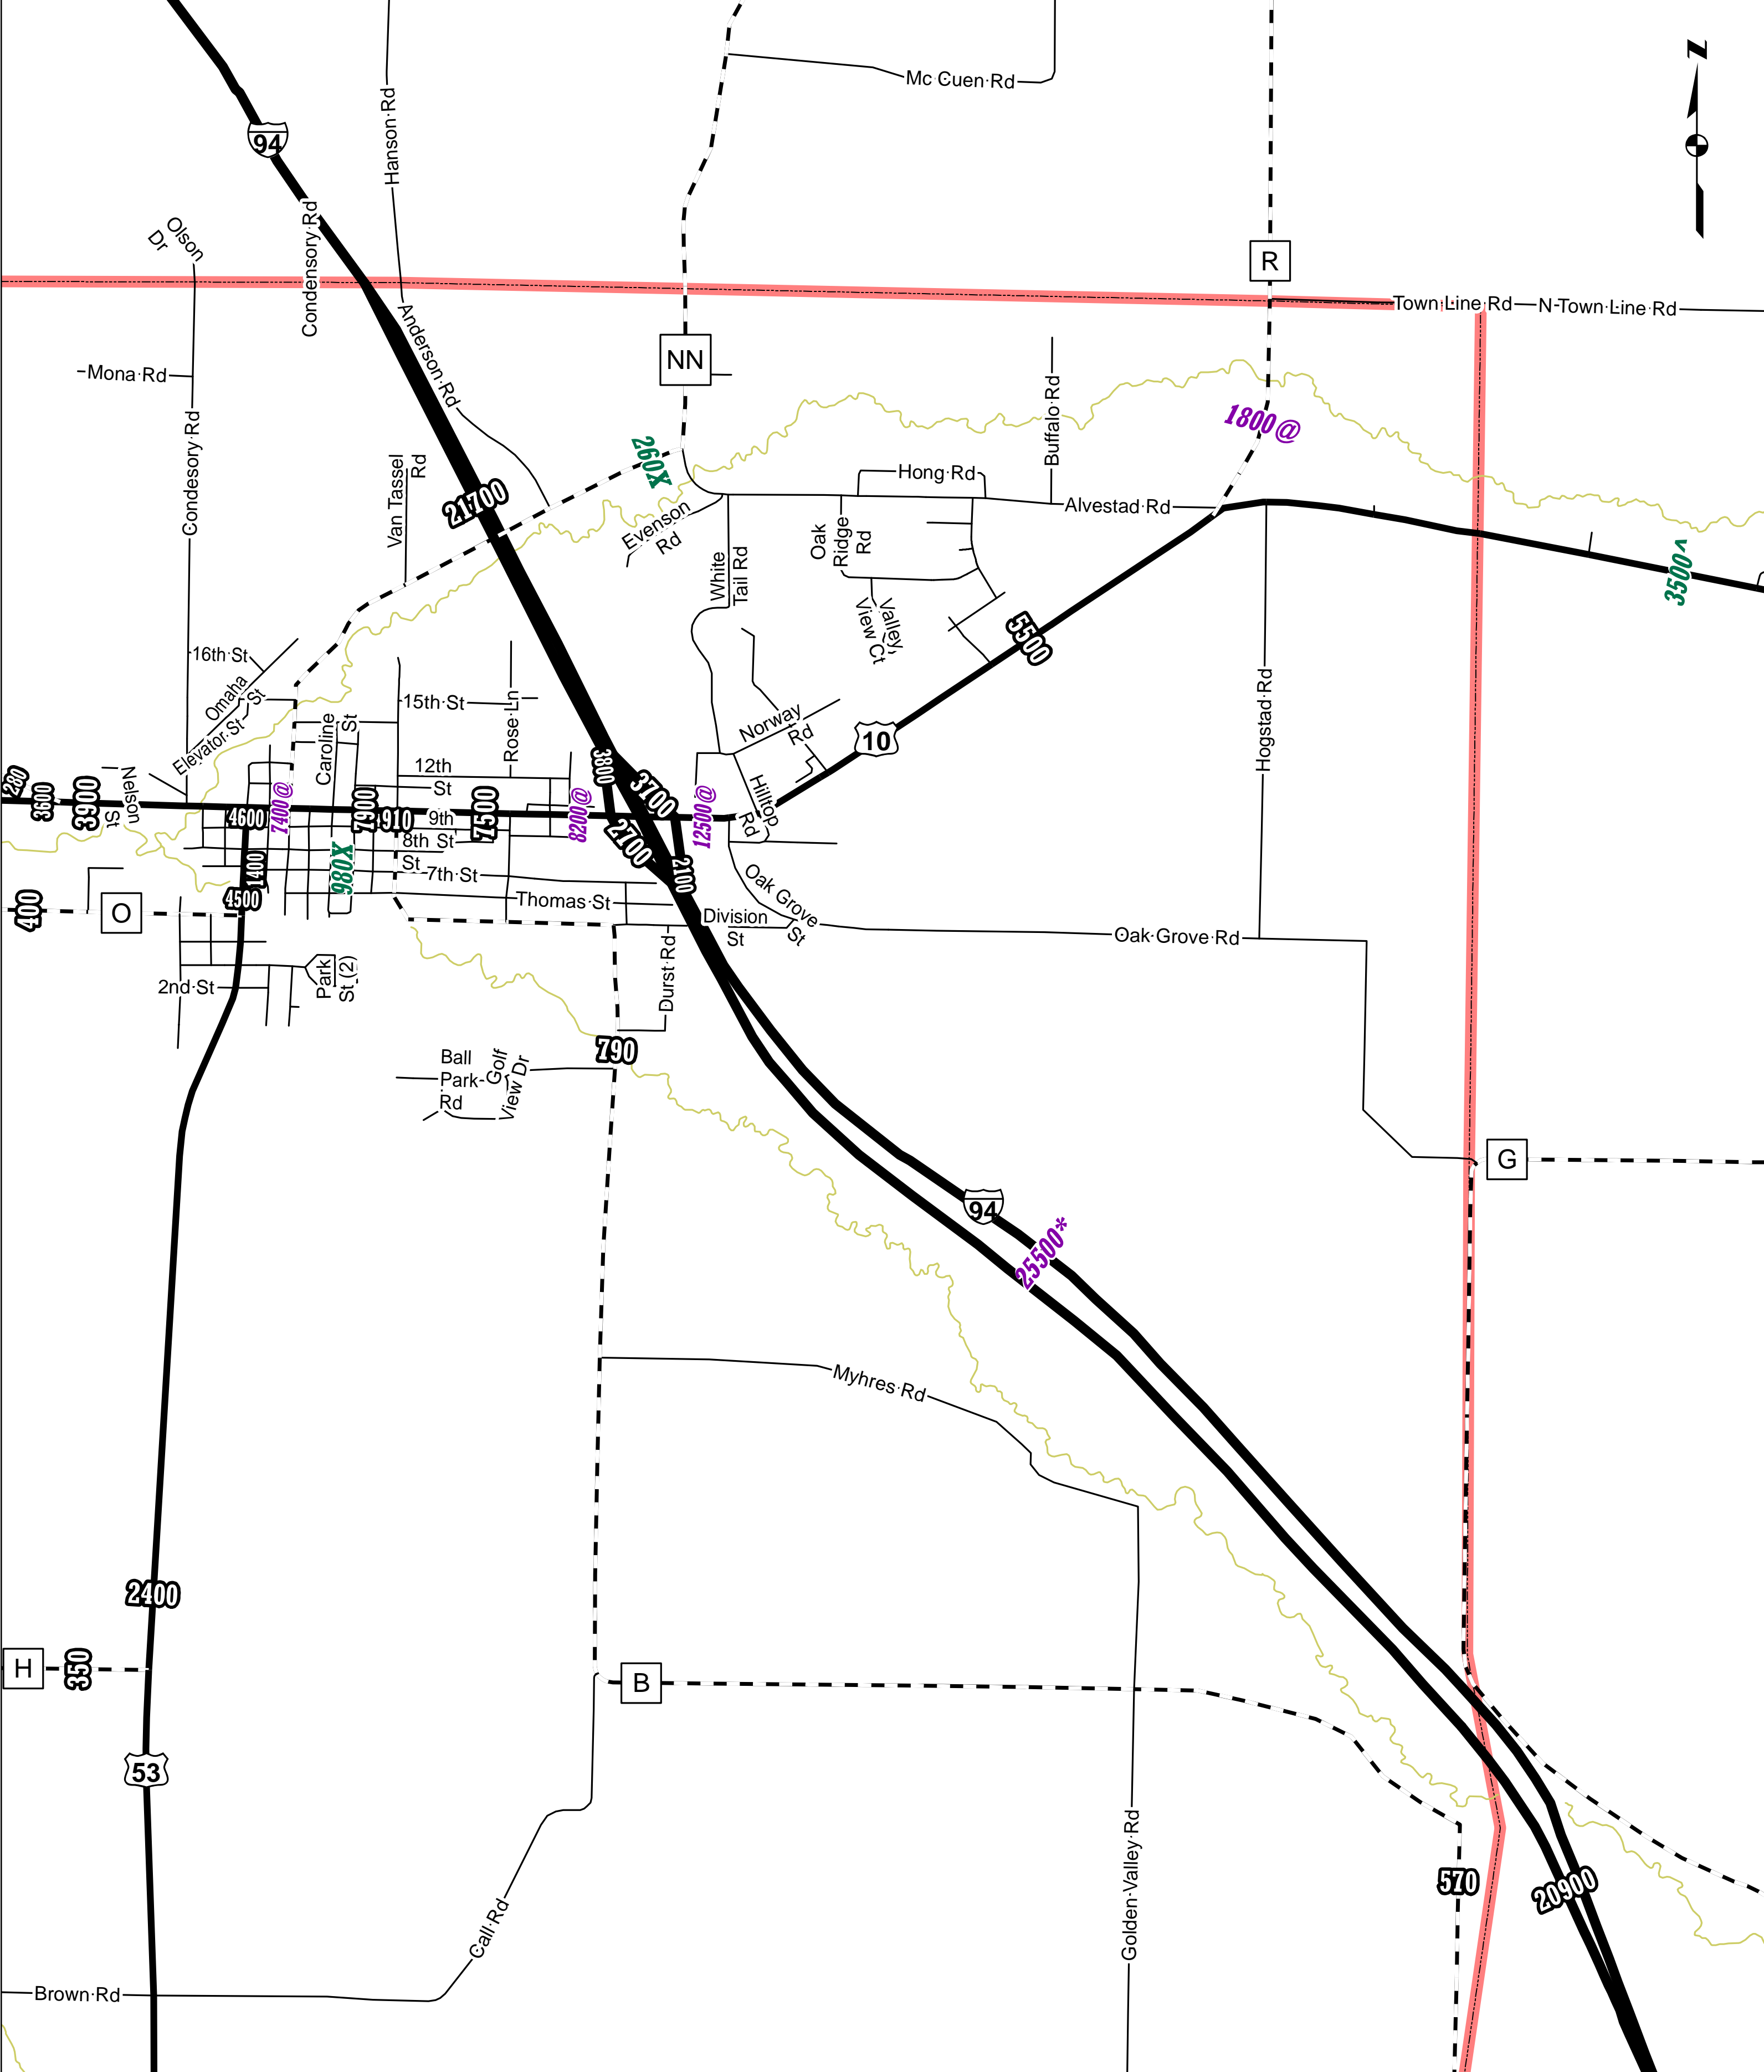 N
Mc Cuen Rd
94
Hanson Rd
Condensory Rd
Olson
Dr
R
Town Line Rd
N Town Line Rd
Anderson Rd
NN
Mona Rd
Condesory Rd
Buffalo Rd
1800@
260X
Van Tassel
Rd
Hong Rd
21700
Alvestad Rd
Evenson
Rd
Oak
Ridge
Rd
White
Tail Rd
3500^
Valley
View Ct
5500
16th St
Omaha
St
Elevator St
15th St
Rose Ln
Caroline
St
Norway
Rd
10
Hogstad Rd
12th
St
3800
3700
280
3600
3900
Nelson
St
4600
7400@
7900
910
9th
7500
8200@
12500@
Hilltop
Rd
2700
2100
8th St
St
7th St
980X
1400
4500
Thomas St
Oak Grove
St
Division
St
400
O
Oak Grove Rd
Durst Rd
2nd St
Park
St (2)
790
Ball
Park
Rd
Golf
View Dr
G
94
25500*
Myhres Rd
2400
H
350
B
53
Golden Valley Rd
570
20900
Call Rd
Brown Rd